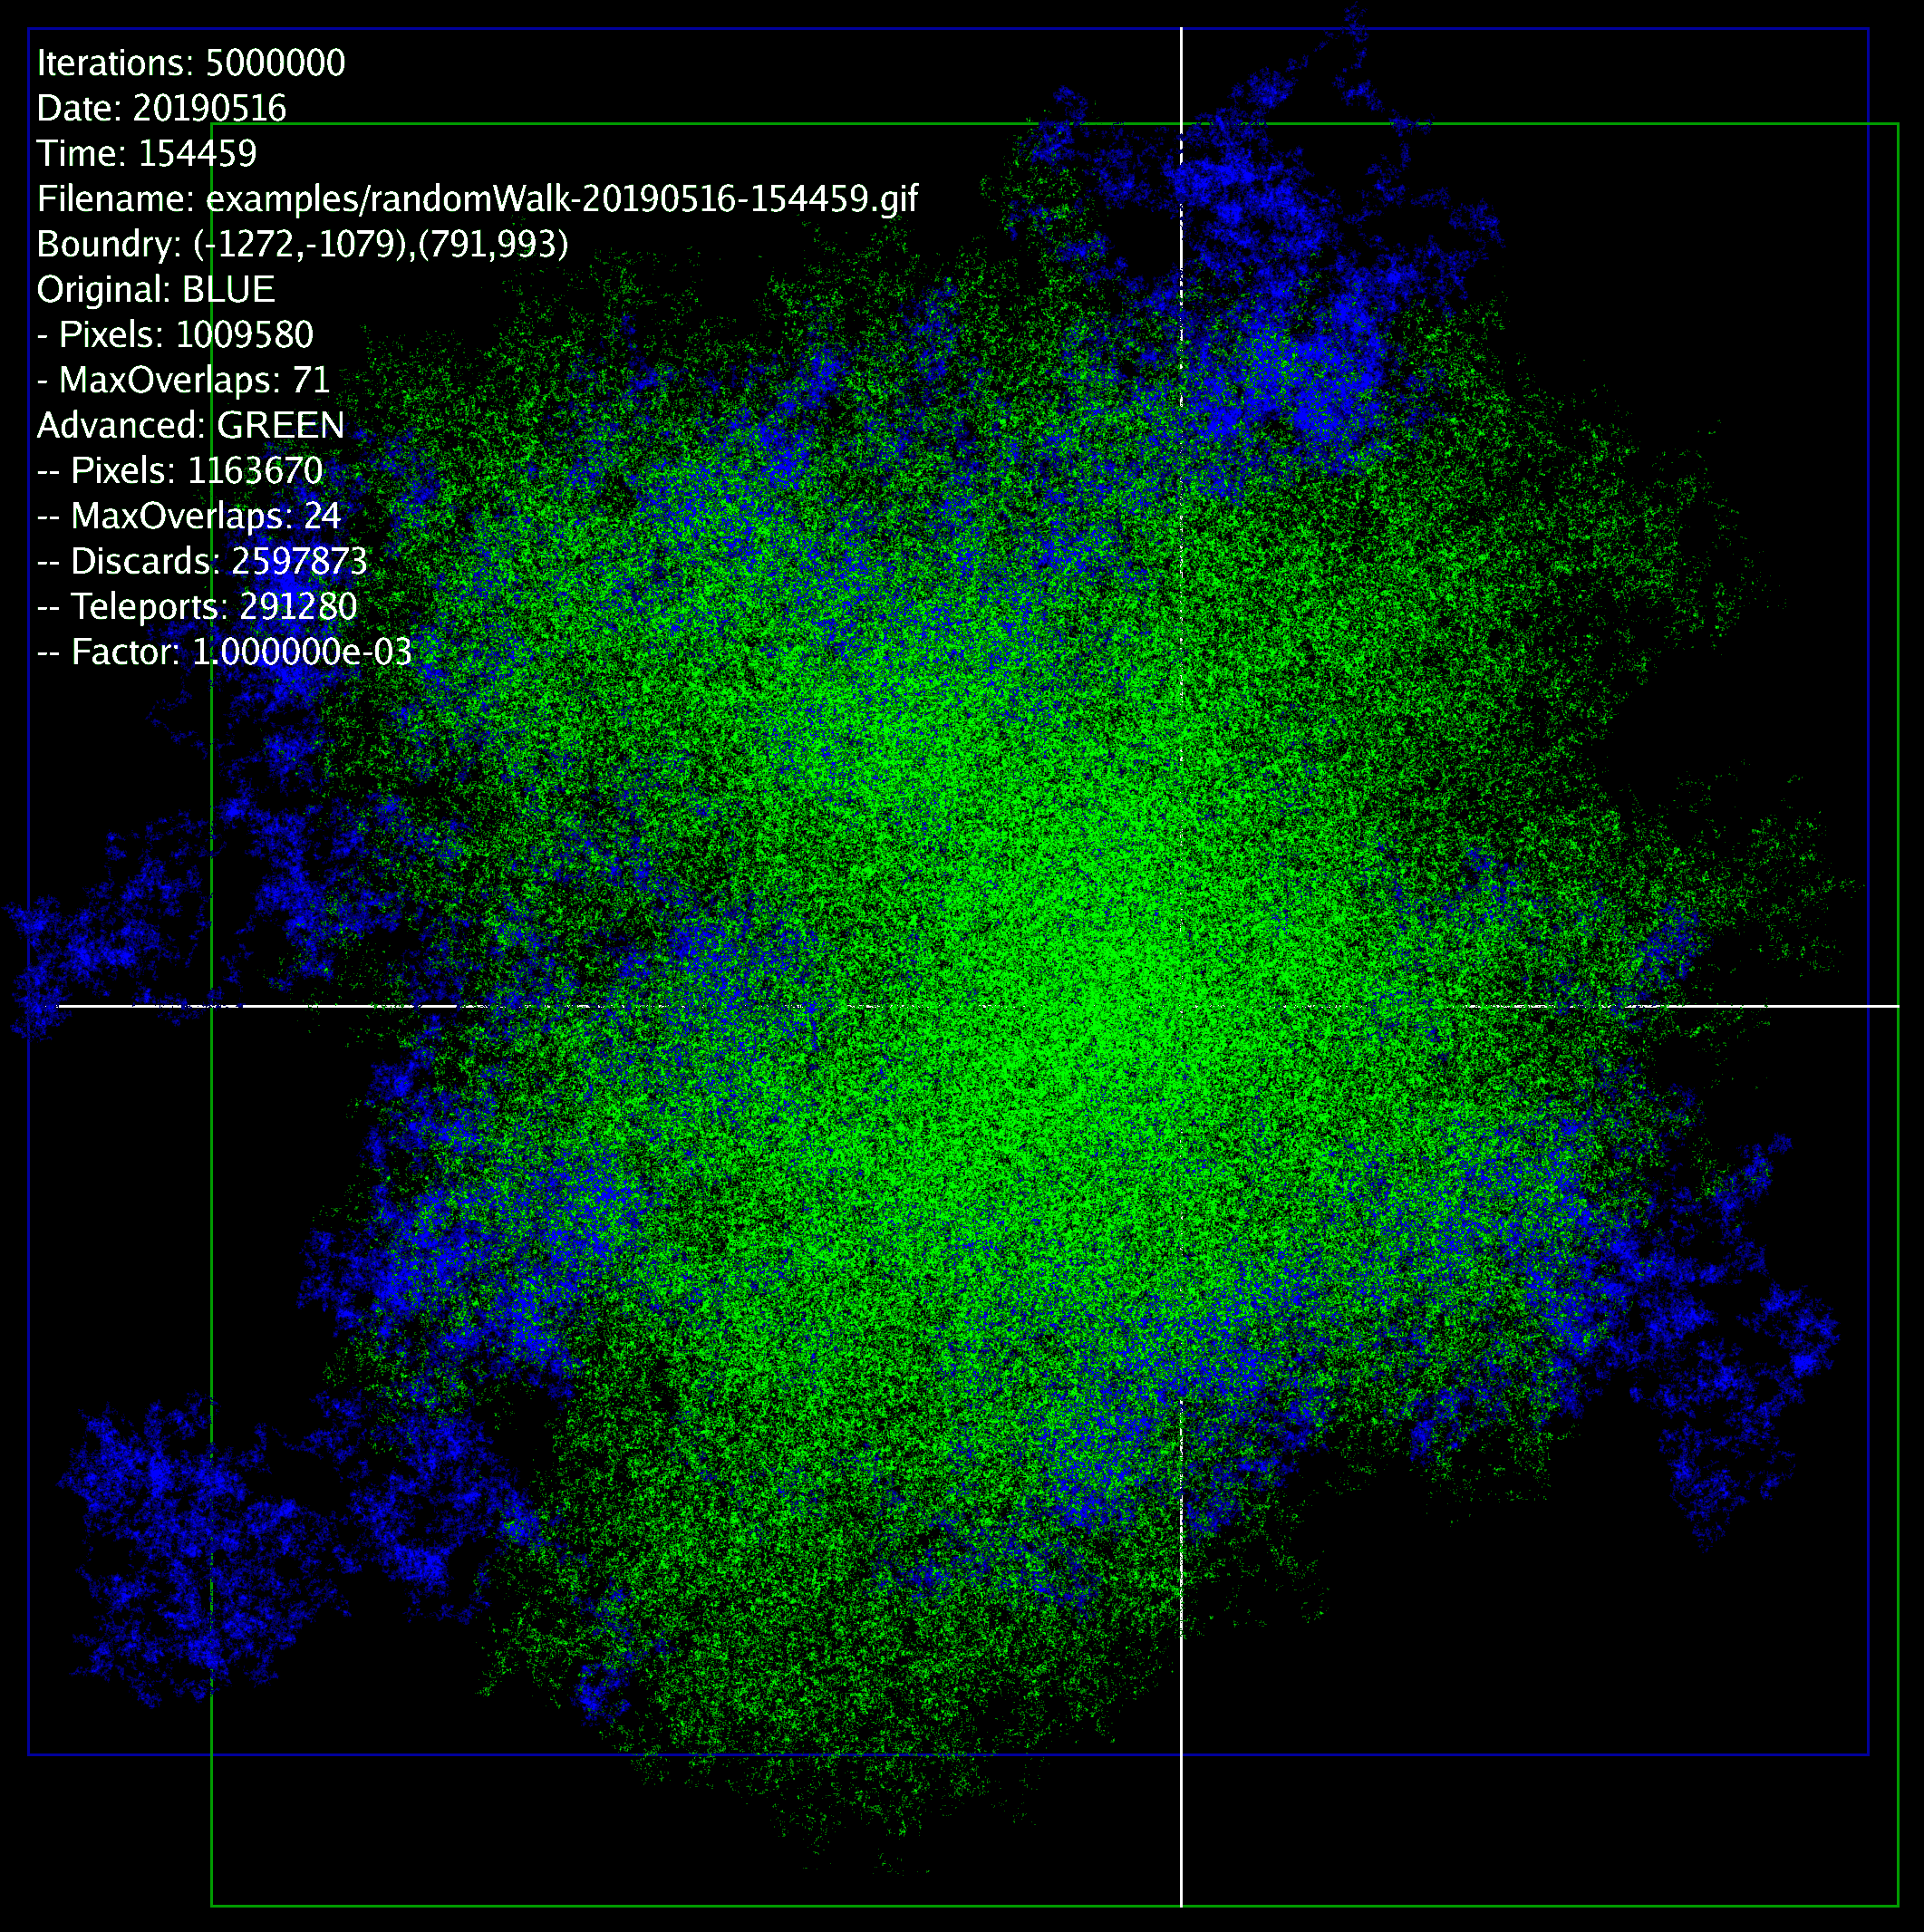 Iterations: 5000000
Date: 20190516
Time: 154459
Filename: examples/randomWalk-20190516-154459.gif
Boundry: (-1272,-1079),(791,993)
Original: BLUE
- Pixels: 1009580
- MaxOverlaps: 71
Advanced: GREEN
-- Pixels: 1163670
-- MaxOverlaps: 24
-- Discards: 2597873
-- Teleports: 291280
-- Factor: 1.000000e-03